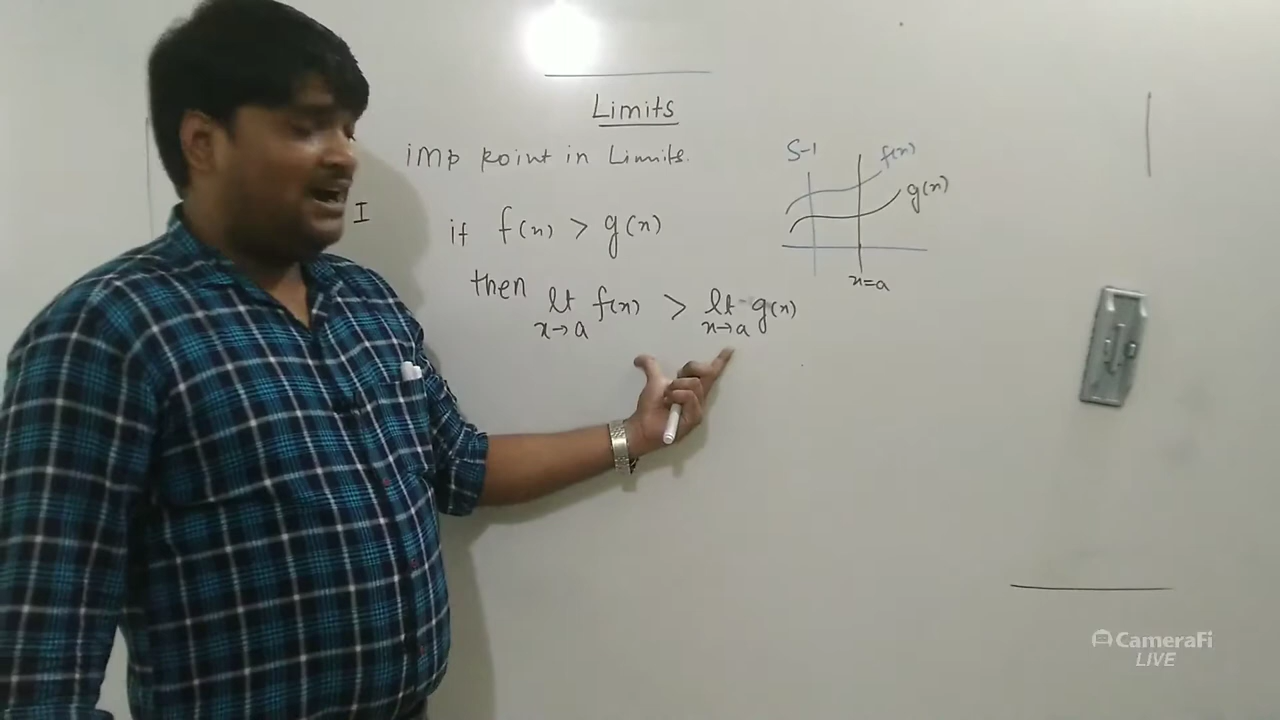 Limits
imp point in Limits.
I
if f(x) > g(x)
then lt x→a f(x) > lt x→a g(x)
S-1
f(x)
g(x)
x=a
CameraFi
LIVE